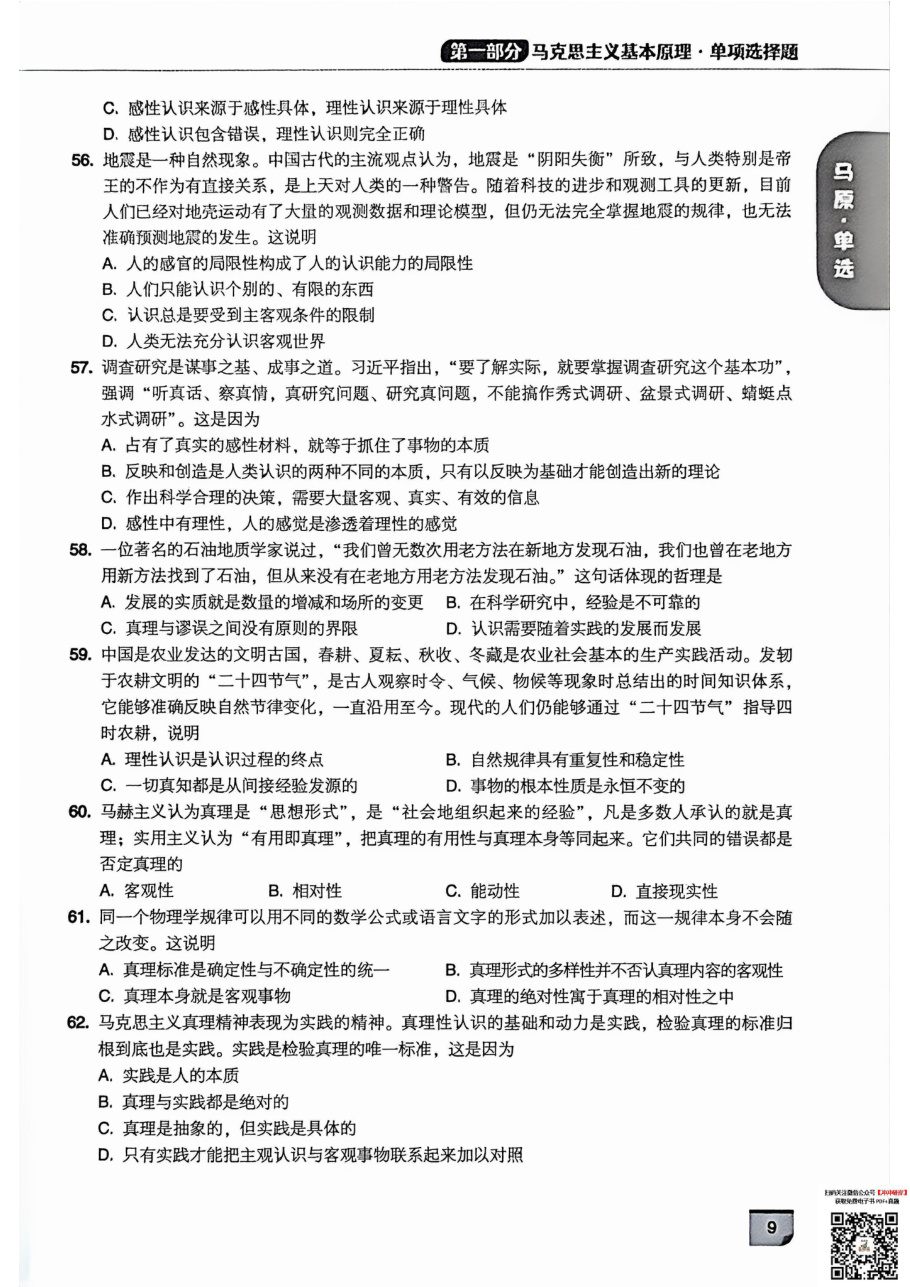 第一部分 马克思主义基本原理·单项选择题
C. 感性认识来源于感性具体，理性认识来源于理性具体
D. 感性认识包含错误，理性认识则完全正确
56. 地震是一种自然现象。中国古代的主流观点认为，地震是“阴阳失衡”所致，与人类特别是帝
王的不作为有直接关系，是上天对人类的一种警告。随着科技的进步和观测工具的更新，目前
人们已经对地壳运动有了大量的观测数据和理论模型，但仍无法完全掌握地震的规律，也无法
准确预测地震的发生。这说明
A. 人的感官的局限性构成了人的认识能力的局限性
B. 人们只能认识个别的、有限的东西
C. 认识总是要受到主客观条件的限制
D. 人类无法充分认识客观世界
57. 调查研究是谋事之基、成事之道。习近平指出，“要了解实际，就要掌握调查研究这个基本功”，
强调“听真话、察真情，真研究问题、研究真问题，不能搞作秀式调研、盆景式调研、蜻蜓点
水式调研”。这是因为
A. 占有了真实的感性材料，就等于抓住了事物的本质
B. 反映和创造是人类认识的两种不同的本质，只有以反映为基础才能创造出新的理论
C. 作出科学合理的决策，需要大量客观、真实、有效的信息
D. 感性中有理性，人的感觉是渗透着理性的感觉
58. 一位著名的石油地质学家说过，“我们曾无数次用老方法在新地方发现石油，我们也曾在老地方
用新方法找到了石油，但从来没有在老地方用老方法发现石油。”这句话体现的哲理是
A. 发展的实质就是数量的增减和场所的变更 B. 在科学研究中，经验是不可靠的
C. 真理与谬误之间没有原则的界限 D. 认识需要随着实践的发展而发展
59. 中国是农业发达的文明古国，春耕、夏耘、秋收、冬藏是农业社会基本的生产实践活动。发轫
于农耕文明的“二十四节气”，是古人观察时令、气候、物候等现象时总结出的时间知识体系，
它能够准确反映自然节律变化，一直沿用至今。现代的人们仍能够通过“二十四节气”指导四
时农耕，说明
A. 理性认识是认识过程的终点 B. 自然规律具有重复性和稳定性
C. 一切真知都是从间接经验发源的 D. 事物的根本性质是永恒不变的
60. 马赫主义认为真理是“思想形式”，是“社会地组织起来的经验”，凡是多数人承认的就是真
理；实用主义认为“有用即真理”，把真理的有用性与真理本身等同起来。它们共同的错误都是
否定真理的
A. 客观性 B. 相对性 C. 能动性 D. 直接现实性
61. 同一个物理学规律可以用不同的数学公式或语言文字的形式加以表述，而这一规律本身不会随
之改变。这说明
A. 真理标准是确定性与不确定性的统一 B. 真理形式的多样性并不否认真理内容的客观性
C. 真理本身就是客观事物 D. 真理的绝对性寓于真理的相对性之中
62. 马克思主义真理精神表现为实践的精神。真理性认识的基础和动力是实践，检验真理的标准归
根到底也是实践。实践是检验真理的唯一标准，这是因为
A. 实践是人的本质
B. 真理与实践都是绝对的
C. 真理是抽象的，但实践是具体的
D. 只有实践才能把主观认识与客观事物联系起来加以对照
马原·单选
扫码关注微信公众号【冲冲研官】
获取免费电子书PDF+真题
9